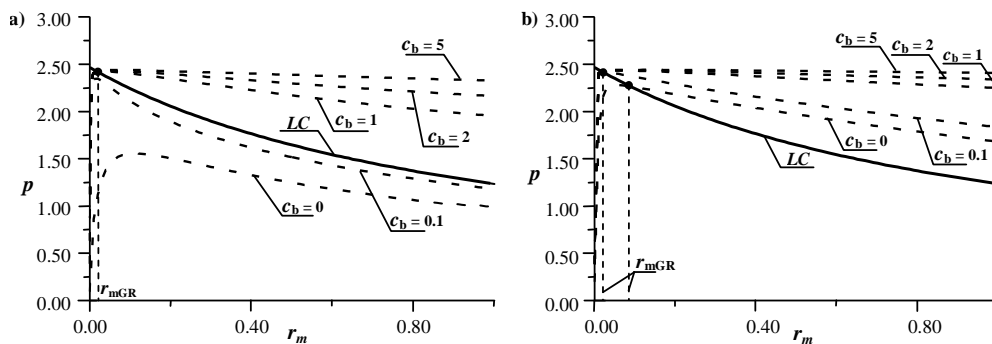 a)
3.00
2.50
2.00
1.50
p
1.00
0.50
0.00
0.00
0.40
0.80
r_m
r_mGR
LC
c_b = 5
c_b = 2
c_b = 1
c_b = 0.1
c_b = 0
b)
3.00
2.50
2.00
1.50
p
1.00
0.50
0.00
0.00
0.40
0.80
r_m
r_mGR
LC
c_b = 5
c_b = 2
c_b = 1
c_b = 0
c_b = 0.1